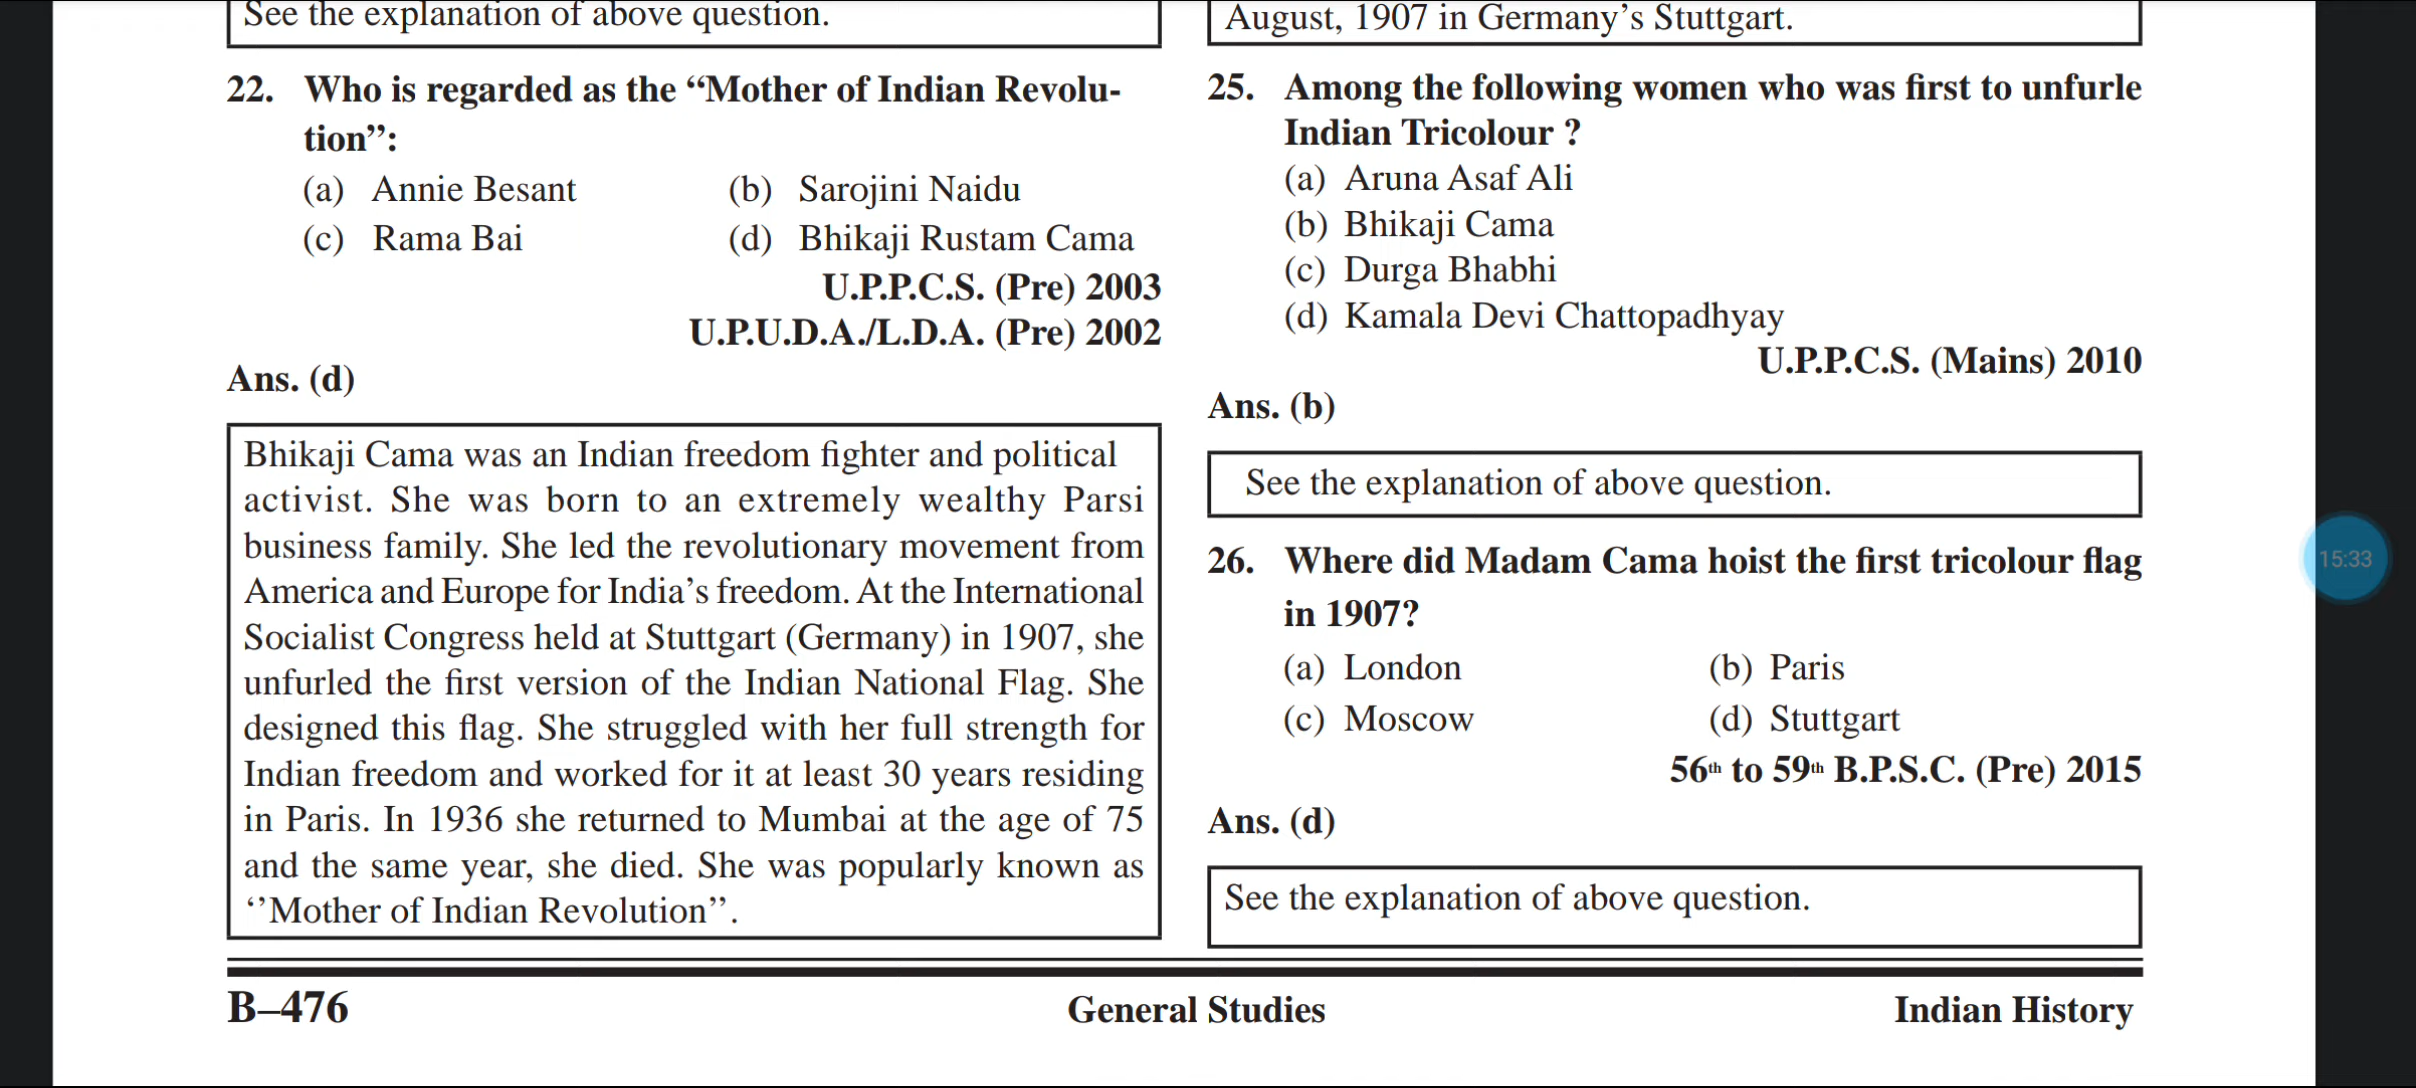 See the explanation of above question.
22. Who is regarded as the “Mother of Indian Revolu-
tion”:
(a) Annie Besant (b) Sarojini Naidu
(c) Rama Bai (d) Bhikaji Rustam Cama
U.P.P.C.S. (Pre) 2003
U.P.U.D.A./L.D.A. (Pre) 2002
Ans. (d)
Bhikaji Cama was an Indian freedom fighter and political
activist. She was born to an extremely wealthy Parsi
business family. She led the revolutionary movement from
America and Europe for India’s freedom. At the International
Socialist Congress held at Stuttgart (Germany) in 1907, she
unfurled the first version of the Indian National Flag. She
designed this flag. She struggled with her full strength for
Indian freedom and worked for it at least 30 years residing
in Paris. In 1936 she returned to Mumbai at the age of 75
and the same year, she died. She was popularly known as
‘’Mother of Indian Revolution”.
August, 1907 in Germany’s Stuttgart.
25. Among the following women who was first to unfurle
Indian Tricolour ?
(a) Aruna Asaf Ali
(b) Bhikaji Cama
(c) Durga Bhabhi
(d) Kamala Devi Chattopadhyay
U.P.P.C.S. (Mains) 2010
Ans. (b)
See the explanation of above question.
26. Where did Madam Cama hoist the first tricolour flag
in 1907?
(a) London (b) Paris
(c) Moscow (d) Stuttgart
56th to 59th B.P.S.C. (Pre) 2015
Ans. (d)
See the explanation of above question.
15:33
B–476 General Studies Indian History